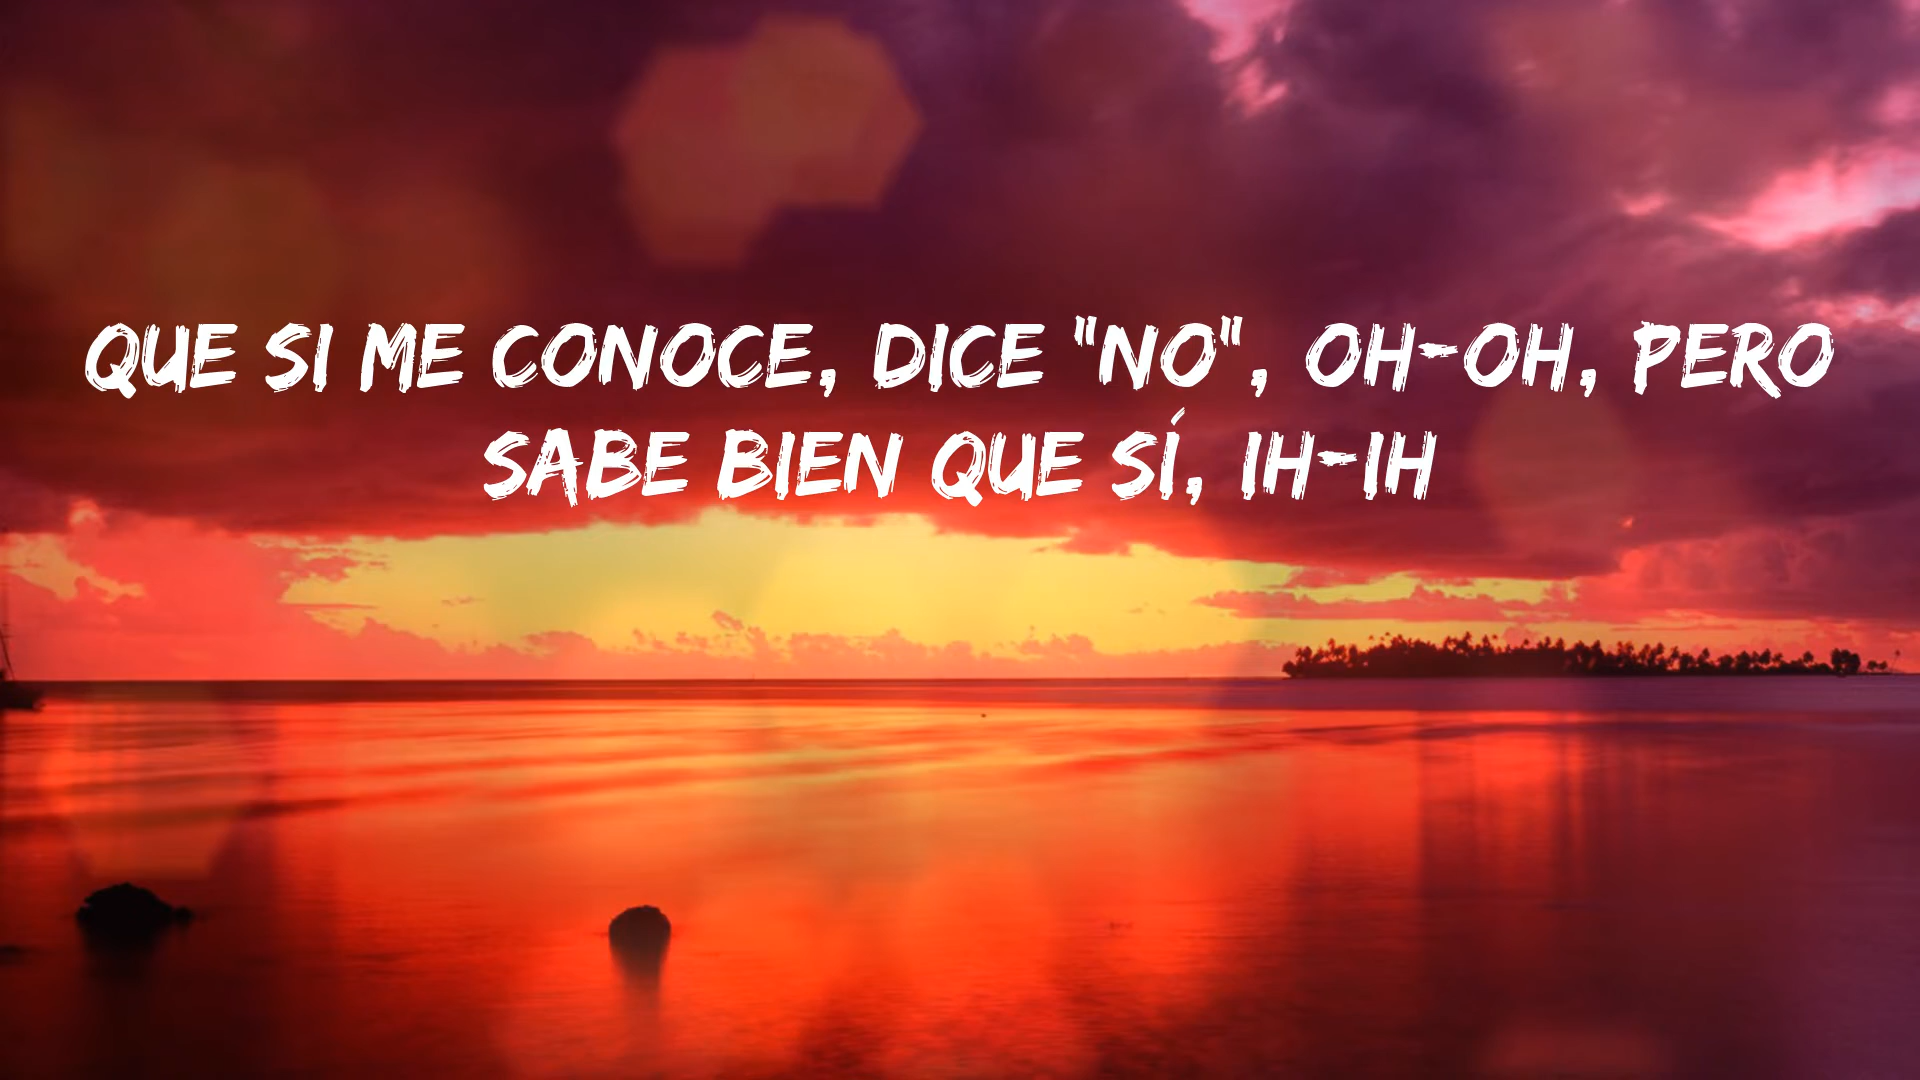 QUE SI ME CONOCE, DICE "NO", OH-OH, PERO
SABE BIEN QUE SÍ, IH-IH